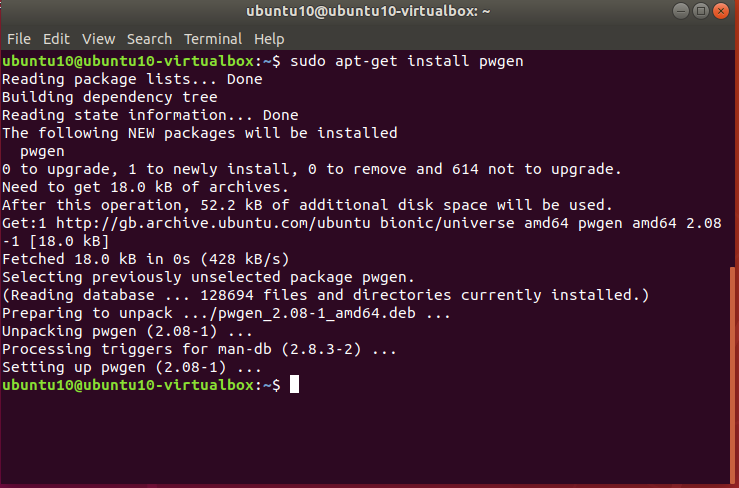 ubuntu10@ubuntu10-virtualbox: ~
File Edit View Search Terminal Help
ubuntu10@ubuntu10-virtualbox:~$ sudo apt-get install pwgen
Reading package lists... Done
Building dependency tree
Reading state information... Done
The following NEW packages will be installed
  pwgen
0 to upgrade, 1 to newly install, 0 to remove and 614 not to upgrade.
Need to get 18.0 kB of archives.
After this operation, 52.2 kB of additional disk space will be used.
Get:1 http://gb.archive.ubuntu.com/ubuntu bionic/universe amd64 pwgen amd64 2.08
-1 [18.0 kB]
Fetched 18.0 kB in 0s (428 kB/s)
Selecting previously unselected package pwgen.
(Reading database ... 128694 files and directories currently installed.)
Preparing to unpack .../pwgen_2.08-1_amd64.deb ...
Unpacking pwgen (2.08-1) ...
Processing triggers for man-db (2.8.3-2) ...
Setting up pwgen (2.08-1) ...
ubuntu10@ubuntu10-virtualbox:~$